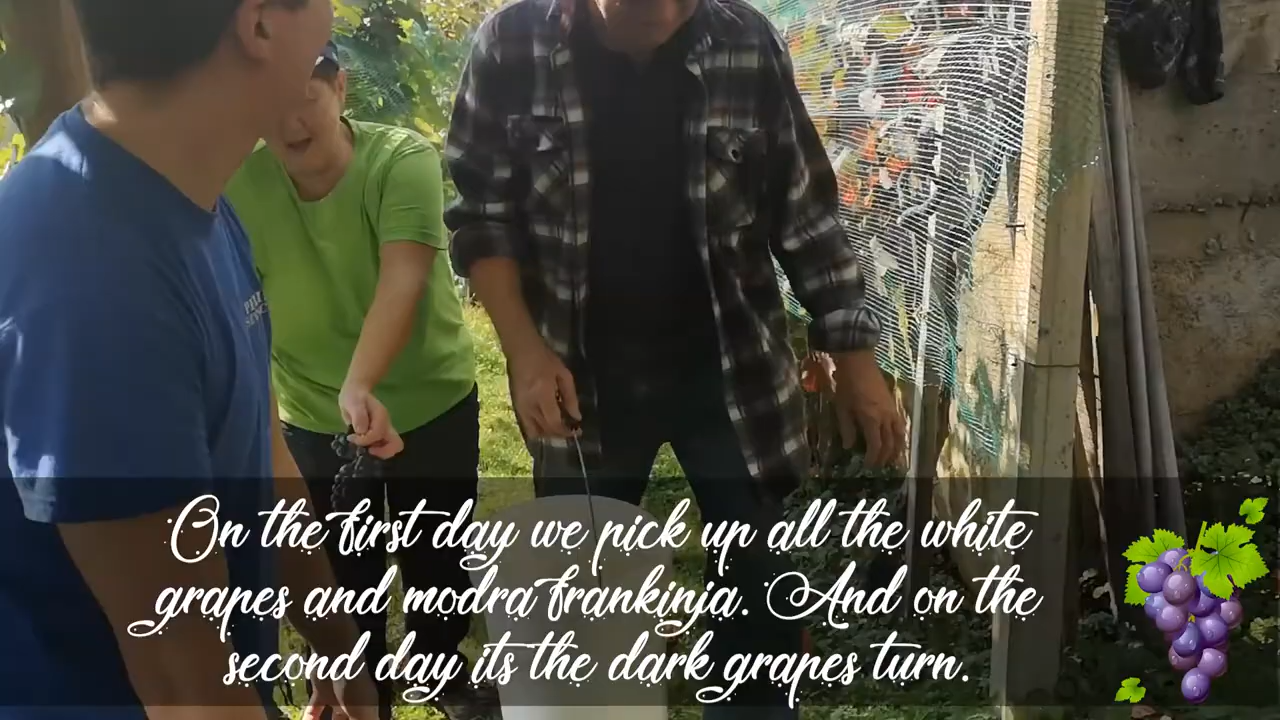 On the first day we pick up all the white
grapes and modra frankinja. And on the
second day its the dark grapes turn.